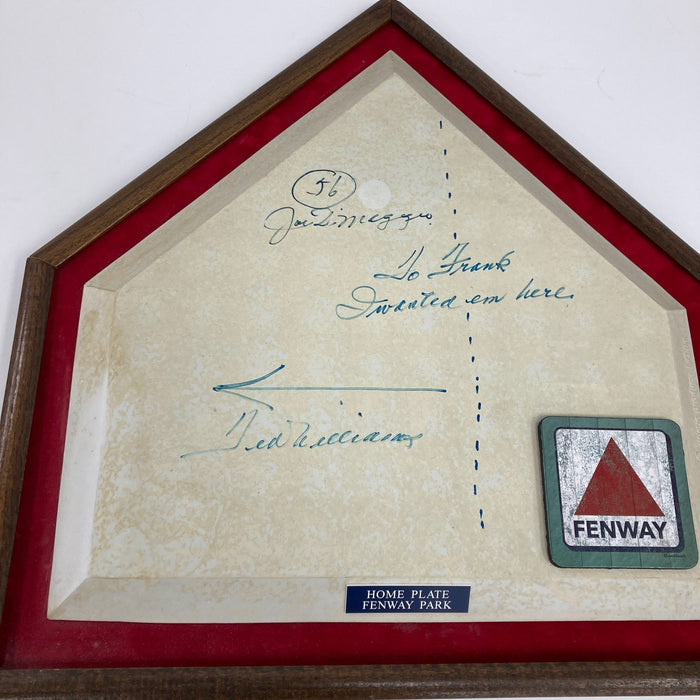 56
Joe DiMaggio
To Frank
I wanted em here.
Ted Williams
FENWAY
HOME PLATE
FENWAY PARK